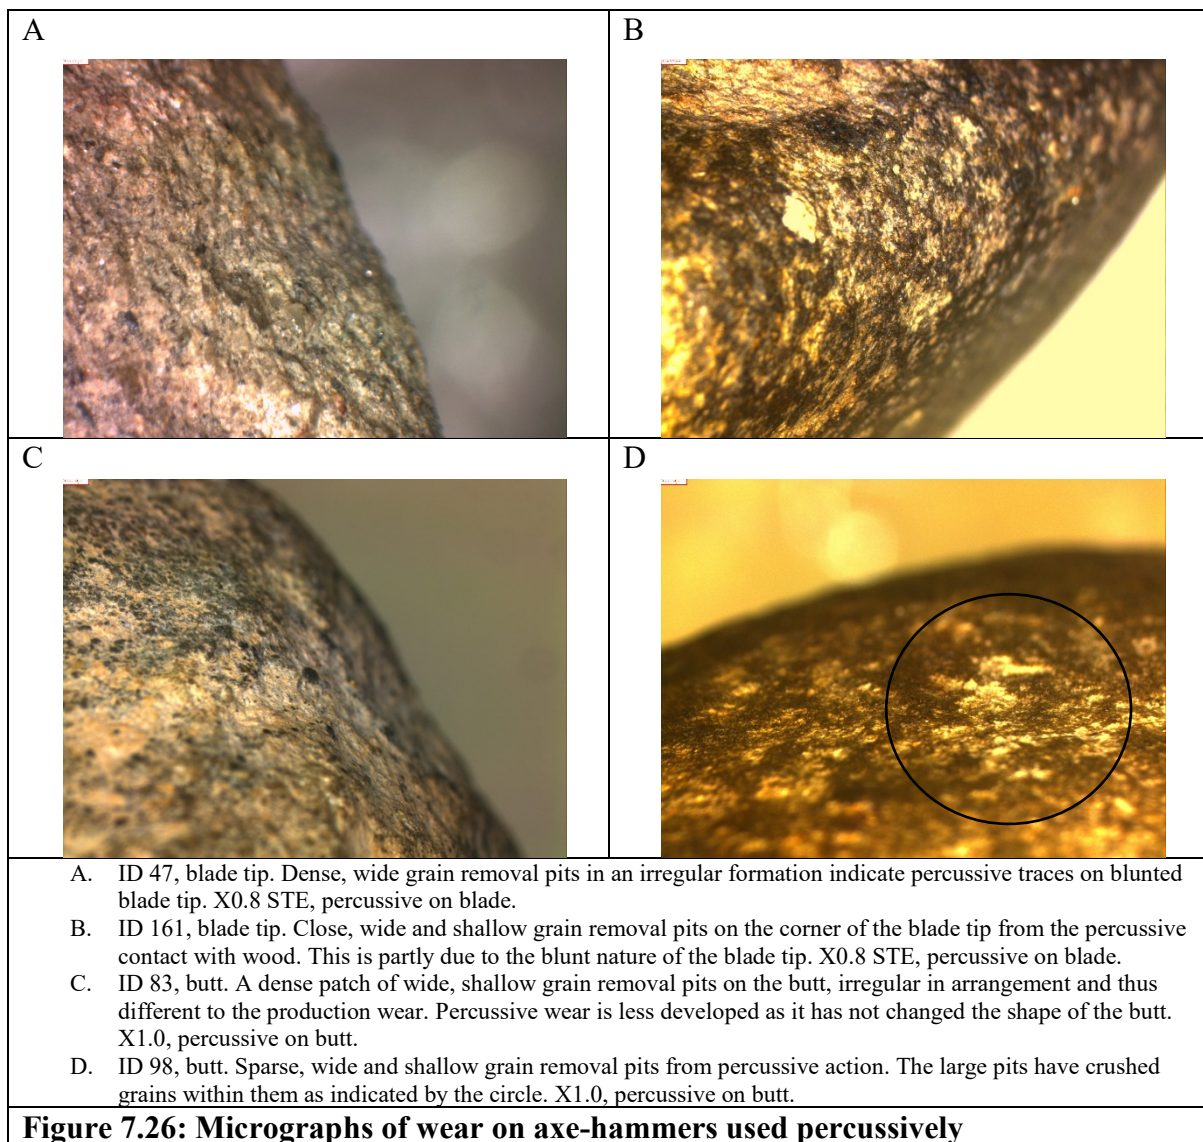 A
B
C
D
A. ID 47, blade tip. Dense, wide grain removal pits in an irregular formation indicate percussive traces on blunted
blade tip. X0.8 STE, percussive on blade.
B. ID 161, blade tip. Close, wide and shallow grain removal pits on the corner of the blade tip from the percussive
contact with wood. This is partly due to the blunt nature of the blade tip. X0.8 STE, percussive on blade.
C. ID 83, butt. A dense patch of wide, shallow grain removal pits on the butt, irregular in arrangement and thus
different to the production wear. Percussive wear is less developed as it has not changed the shape of the butt.
X1.0, percussive on butt.
D. ID 98, butt. Sparse, wide and shallow grain removal pits from percussive action. The large pits have crushed
grains within them as indicated by the circle. X1.0, percussive on butt.
Figure 7.26: Micrographs of wear on axe-hammers used percussively